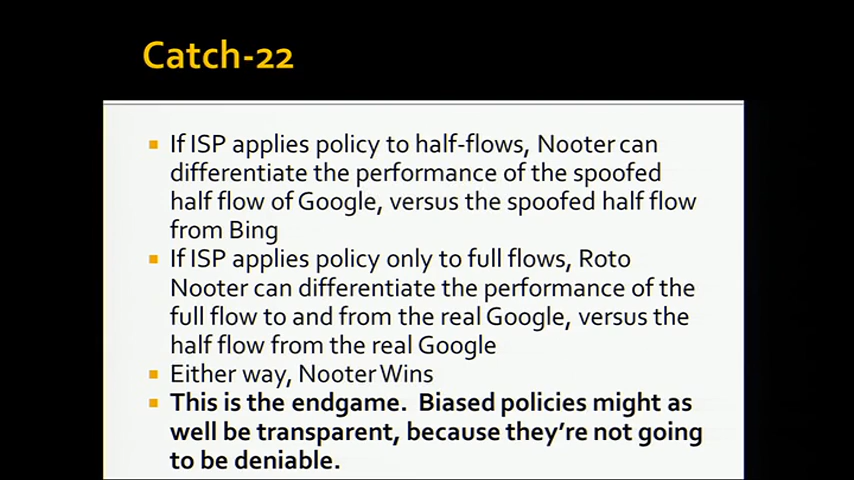 Catch-22
If ISP applies policy to half-flows, Nooter can
differentiate the performance of the spoofed
half flow of Google, versus the spoofed half flow
from Bing
If ISP applies policy only to full flows, Roto
Nooter can differentiate the performance of the
full flow to and from the real Google, versus the
half flow from the real Google
Either way, Nooter Wins
This is the endgame.  Biased policies might as
well be transparent, because they're not going
to be deniable.